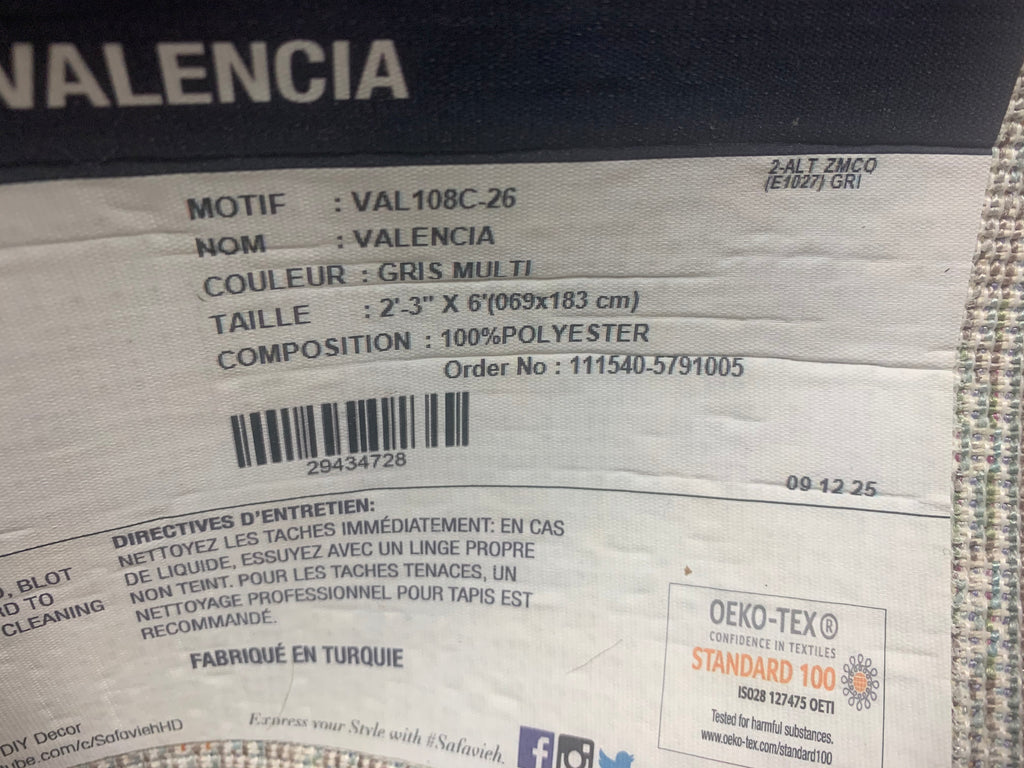 VALENCIA
2-ALT ZMCQ
(E1027) GRI
MOTIF : VAL108C-26
NOM : VALENCIA
COULEUR : GRIS MULTI
TAILLE : 2'-3" X 6'(069x183 cm)
COMPOSITION : 100%POLYESTER
Order No : 111540-5791005
29434728
09 12 25
, BLOT
TO
CLEANING
DIRECTIVES D'ENTRETIEN:
NETTOYEZ LES TACHES IMMÉDIATEMENT: EN CAS
DE LIQUIDE, ESSUYEZ AVEC UN LINGE PROPRE
NON TEINT. POUR LES TACHES TENACES, UN
NETTOYAGE PROFESSIONNEL POUR TAPIS EST
RECOMMANDÉ.
FABRIQUÉ EN TURQUIE
OEKO-TEX®
CONFIDENCE IN TEXTILES
STANDARD 100
IS028 127475 OETI
Tested for harmful substances.
www.oeko-tex.com/standard100
DIY Decor
tube.com/c/SafaviehHD
Express your Style with #Safavieh.